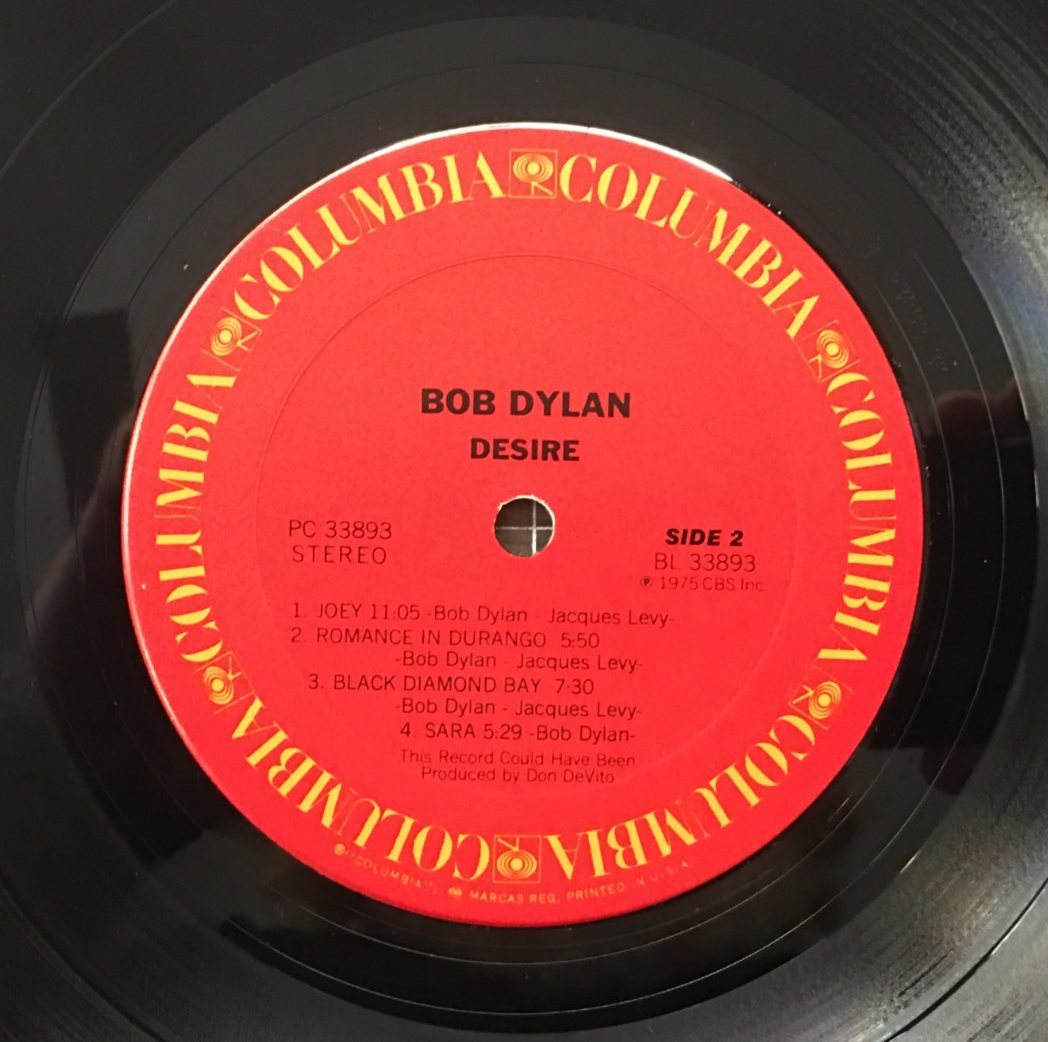 COLUMBIA COLUMBIA COLUMBIA COLUMBIA COLUMBIA COLUMBIA
BOB DYLAN
DESIRE
PC 33893
STEREO
SIDE 2
BL 33893
℗ 1975 CBS Inc.
1. JOEY 11:05 -Bob Dylan - Jacques Levy-
2. ROMANCE IN DURANGO 5:50
-Bob Dylan - Jacques Levy-
3. BLACK DIAMOND BAY 7:30
-Bob Dylan - Jacques Levy-
4. SARA 5:29 -Bob Dylan-
This Record Could Have Been
Produced by Don DeVito
®"COLUMBIA", MARCAS REG. PRINTED IN U.S.A.